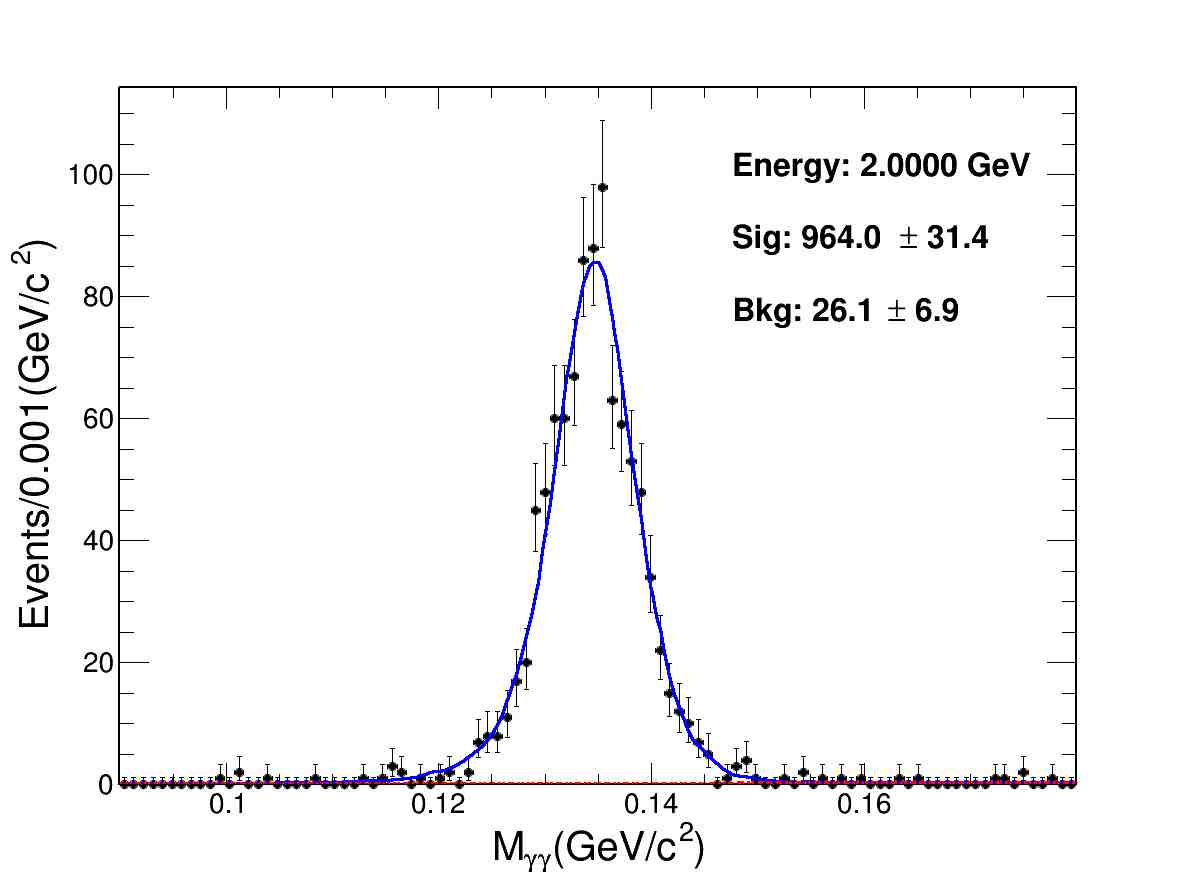 Energy: 2.0000 GeV
Sig: 964.0 ± 31.4
Bkg: 26.1 ± 6.9
Events/0.001(GeV/c²)
100
80
60
40
20
0
0.1 0.12 0.14 0.16
Mγγ(GeV/c²)